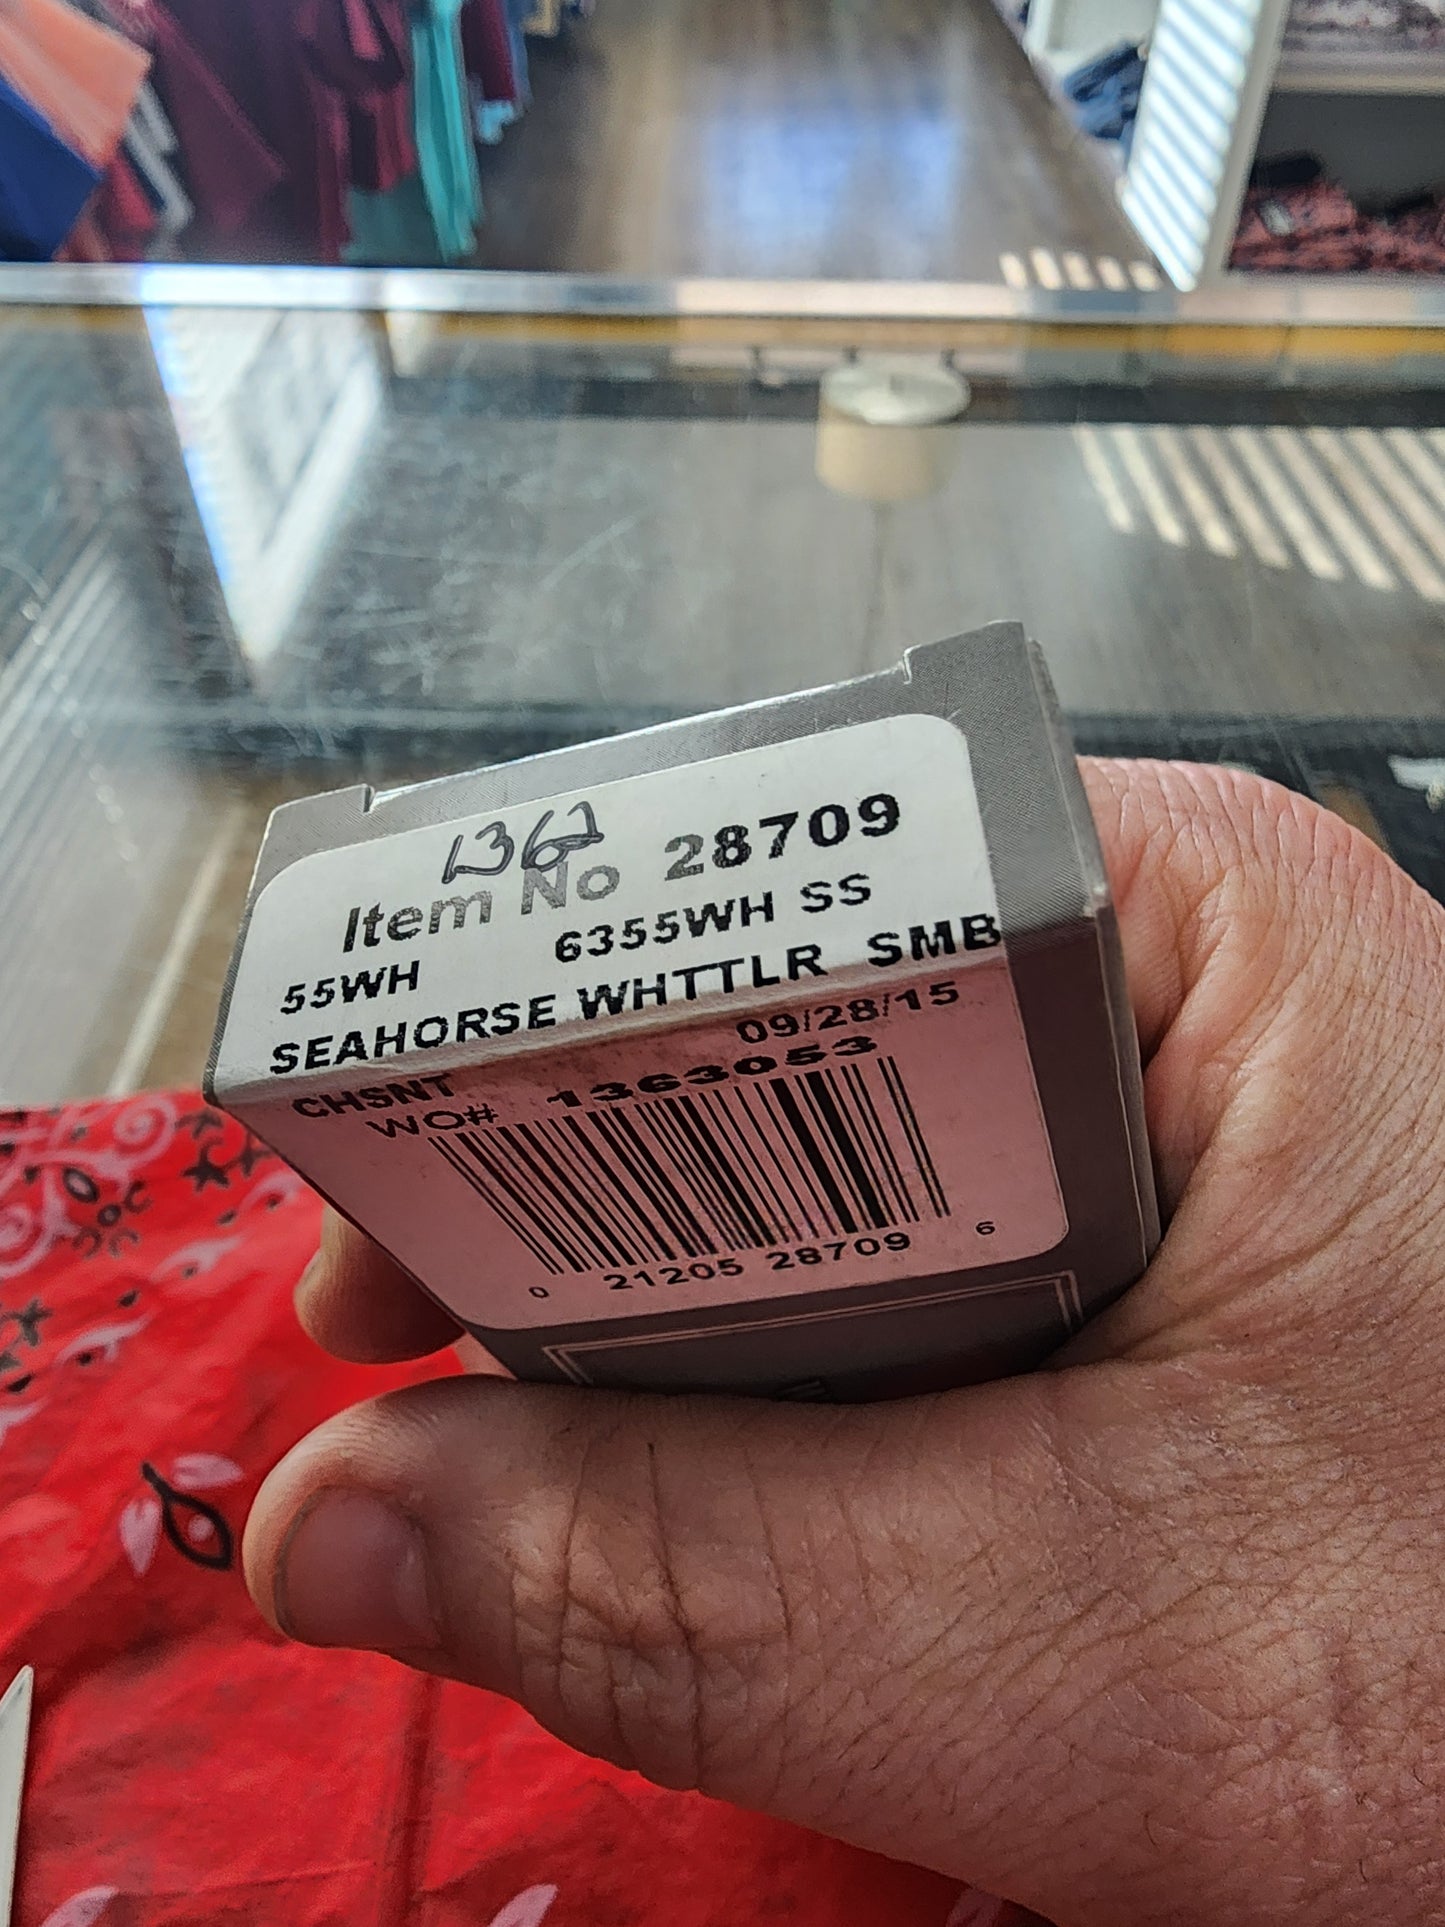 1362
Item No 28709
55WH 6355WH SS
SEAHORSE WHTTLR SMB
CHSNT 09/28/15
WO# 1363053
0 21205 28709 6